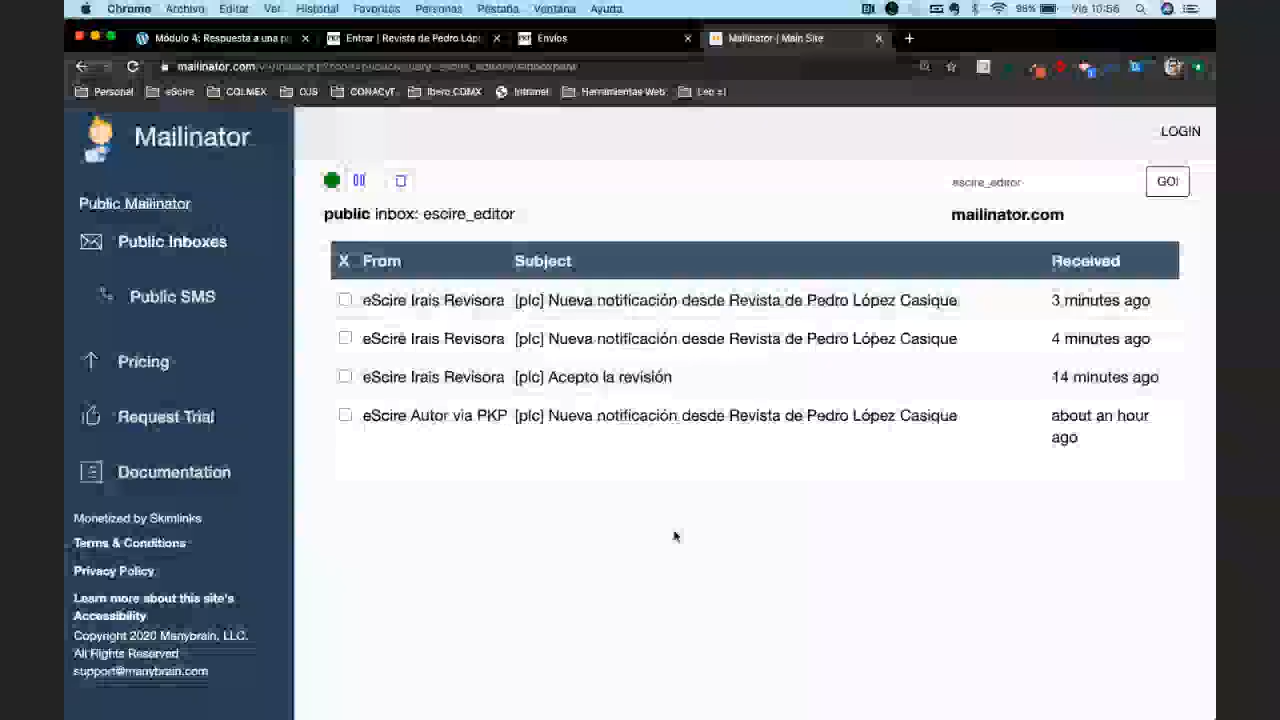 Chrome Archivo Editar Ver Historial Favoritos Personas Pestaña Ventana Ayuda 96% Vie 10:56
Módulo 4: Respuesta a una p Entrar | Revista de Pedro Lóp Envíos Mailinator | Main Site
mailinator.com
Personal eScire COLMEX OJS CONACyT Ibero CDMX Intranet Herramientas Web Leo =)
Mailinator
LOGIN
Public Mailinator
escire_editor GO!
public inbox: escire_editor mailinator.com
Public Inboxes
X From Subject Received
Public SMS
eScire Irais Revisora [plc] Nueva notificación desde Revista de Pedro López Casique 3 minutes ago
eScire Irais Revisora [plc] Nueva notificación desde Revista de Pedro López Casique 4 minutes ago
Pricing
eScire Irais Revisora [plc] Acepto la revisión 14 minutes ago
Request Trial
eScire Autor via PKP [plc] Nueva notificación desde Revista de Pedro López Casique about an hour
ago
Documentation
Monetized by Skimlinks
Terms & Conditions
Privacy Policy
Learn more about this site's
Accessibility
Copyright 2020 Manybrain, LLC.
All Rights Reserved
support@manybrain.com